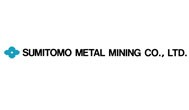 SUMITOMO METAL MINING CO., LTD.